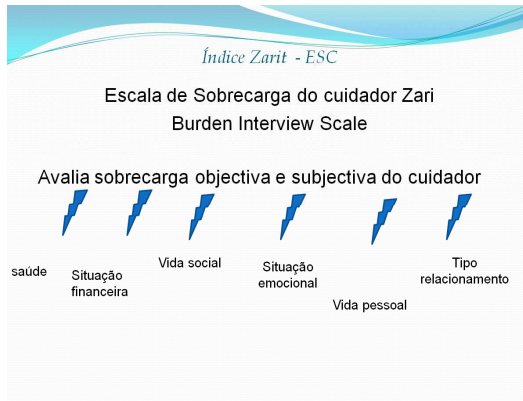 Índice Zarit - ESC
Escala de Sobrecarga do cuidador Zari
Burden Interview Scale
Avalia sobrecarga objectiva e subjectiva do cuidador
saúde
Situação
financeira
Vida social
Situação
emocional
Vida pessoal
Tipo
relacionamento